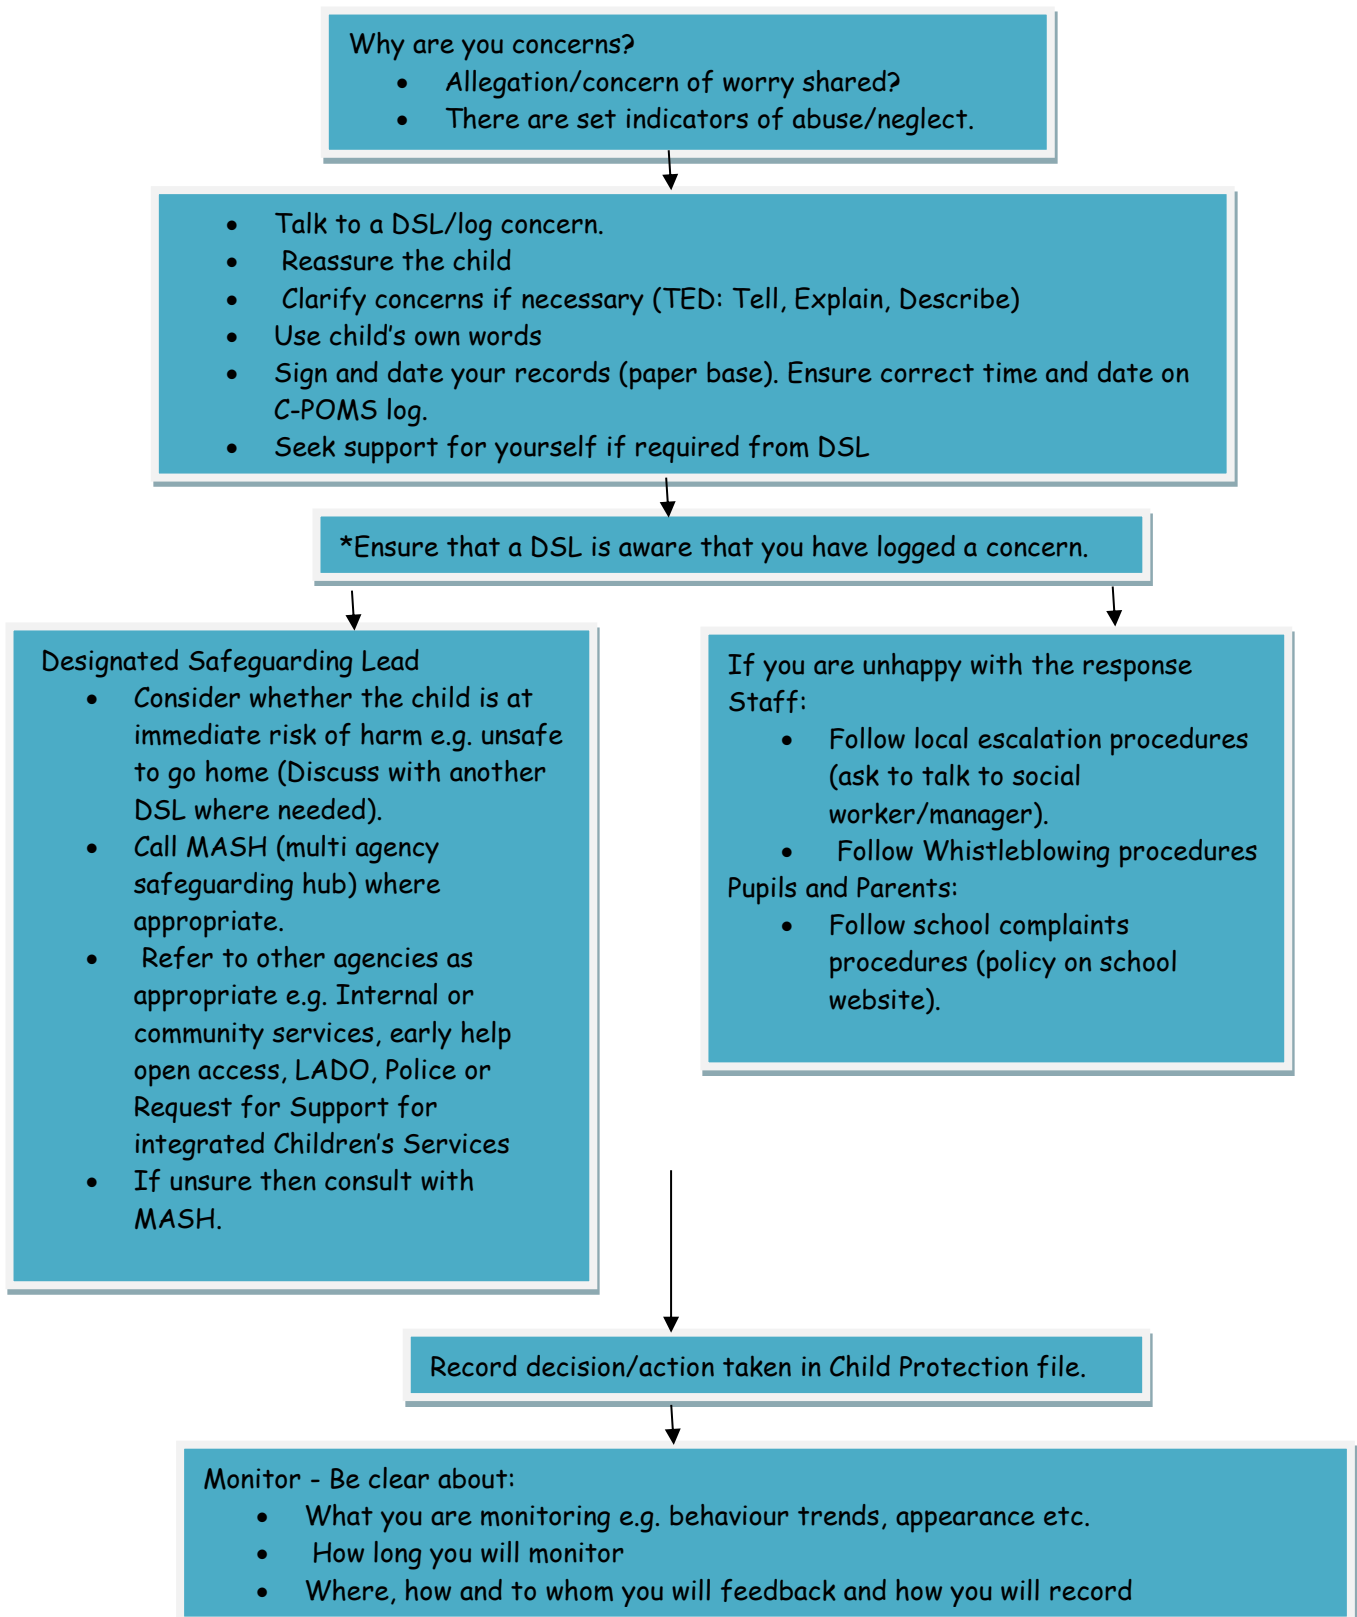 Why are you concerns?
• Allegation/concern of worry shared?
• There are set indicators of abuse/neglect.
• Talk to a DSL/log concern.
• Reassure the child
• Clarify concerns if necessary (TED: Tell, Explain, Describe)
• Use child's own words
• Sign and date your records (paper base). Ensure correct time and date on
C-POMS log.
• Seek support for yourself if required from DSL
*Ensure that a DSL is aware that you have logged a concern.
Designated Safeguarding Lead
• Consider whether the child is at
immediate risk of harm e.g. unsafe
to go home (Discuss with another
DSL where needed).
• Call MASH (multi agency
safeguarding hub) where
appropriate.
• Refer to other agencies as
appropriate e.g. Internal or
community services, early help
open access, LADO, Police or
Request for Support for
integrated Children's Services
• If unsure then consult with
MASH.
If you are unhappy with the response
Staff:
• Follow local escalation procedures
(ask to talk to social
worker/manager).
• Follow Whistleblowing procedures
Pupils and Parents:
• Follow school complaints
procedures (policy on school
website).
Record decision/action taken in Child Protection file.
Monitor - Be clear about:
• What you are monitoring e.g. behaviour trends, appearance etc.
• How long you will monitor
• Where, how and to whom you will feedback and how you will record